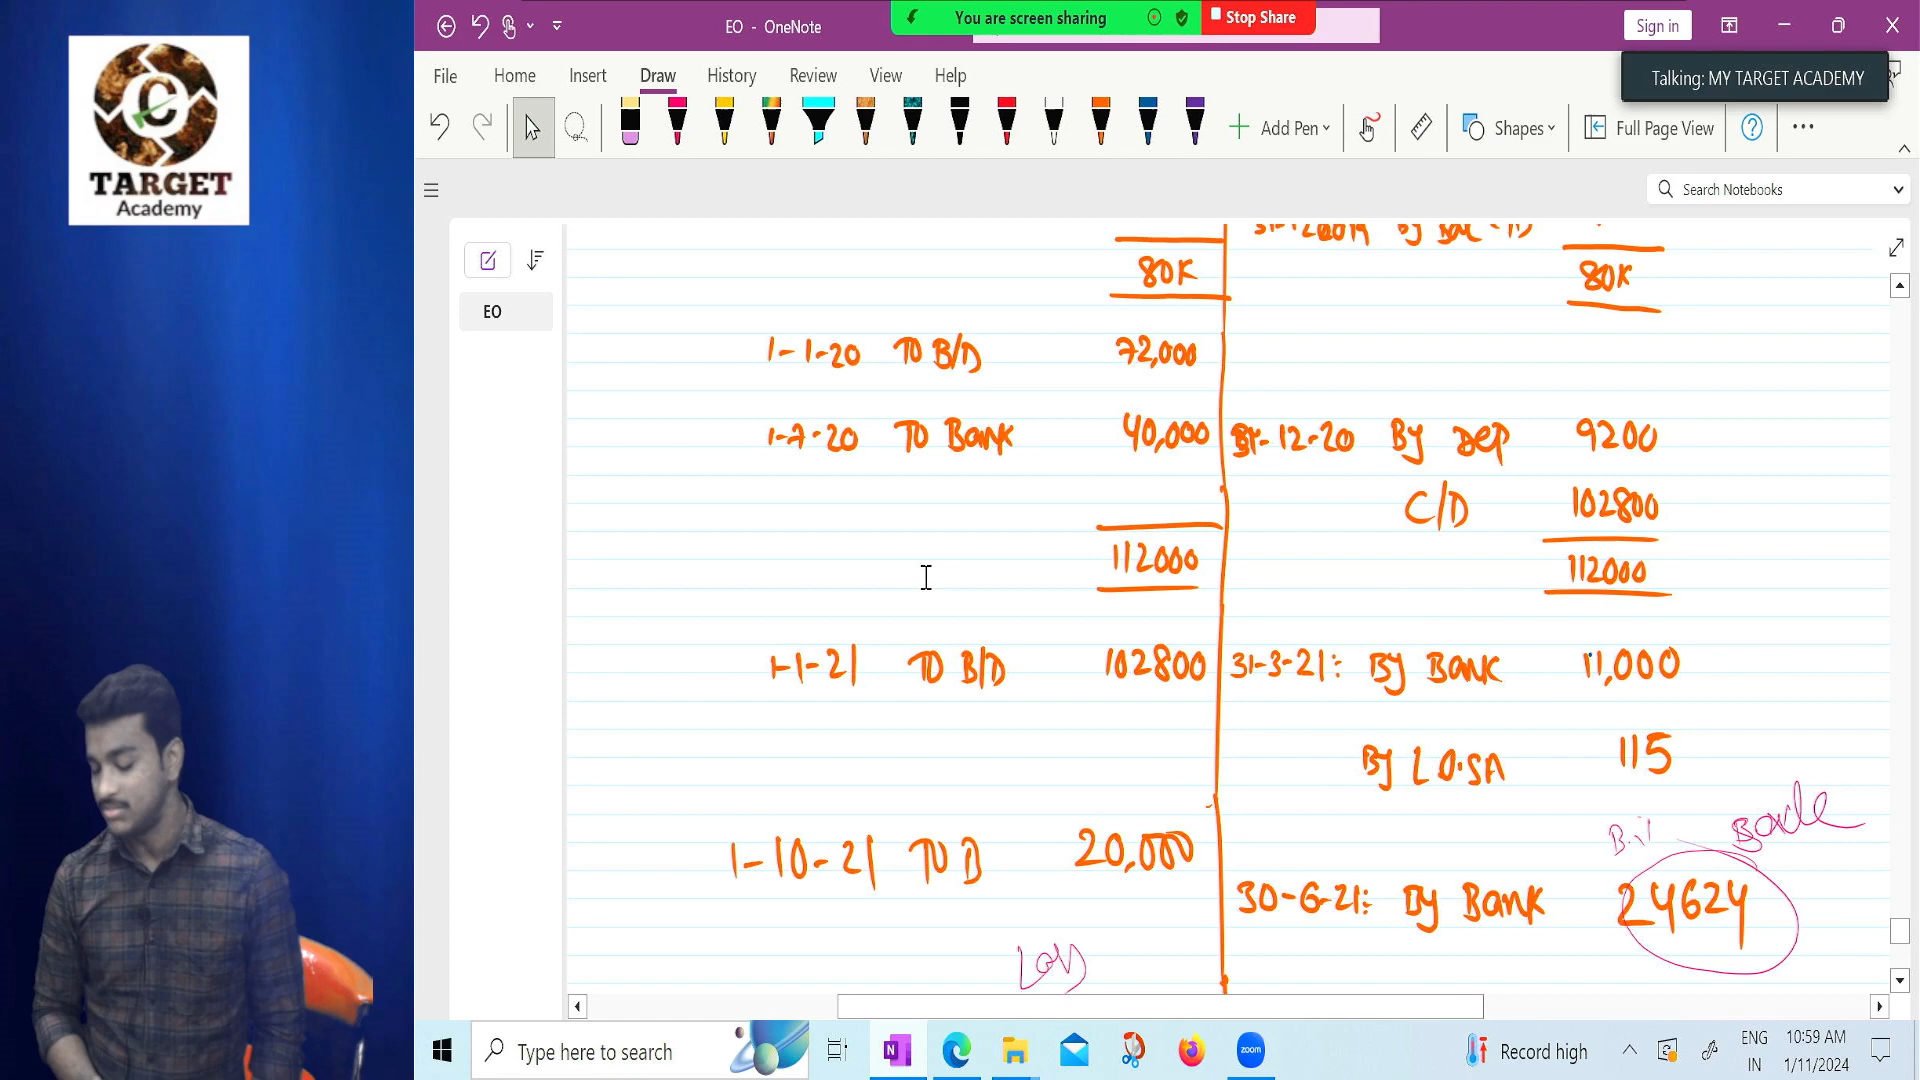 TARGET
Academy
EO - OneNote
You are screen sharing
Stop Share
Sign in
File Home Insert Draw History Review View Help
Talking: MY TARGET ACADEMY
Add Pen
Shapes
Full Page View
Search Notebooks
EO
80K 80K
1-1-20 TO B/D 72,000
1-7-20 TO Bank 40,000 31-12-20 By Dep 9200
C/D 102800
112000 112000
1-1-21 TO B/D 102800 31-3-21: By Bank 11,000
By LO.SA 115
1-10-21 TO B 20,000
30-6-21: By Bank 24624
Loss
Type here to search
zoom
Record high
ENG
IN
10:59 AM
1/11/2024